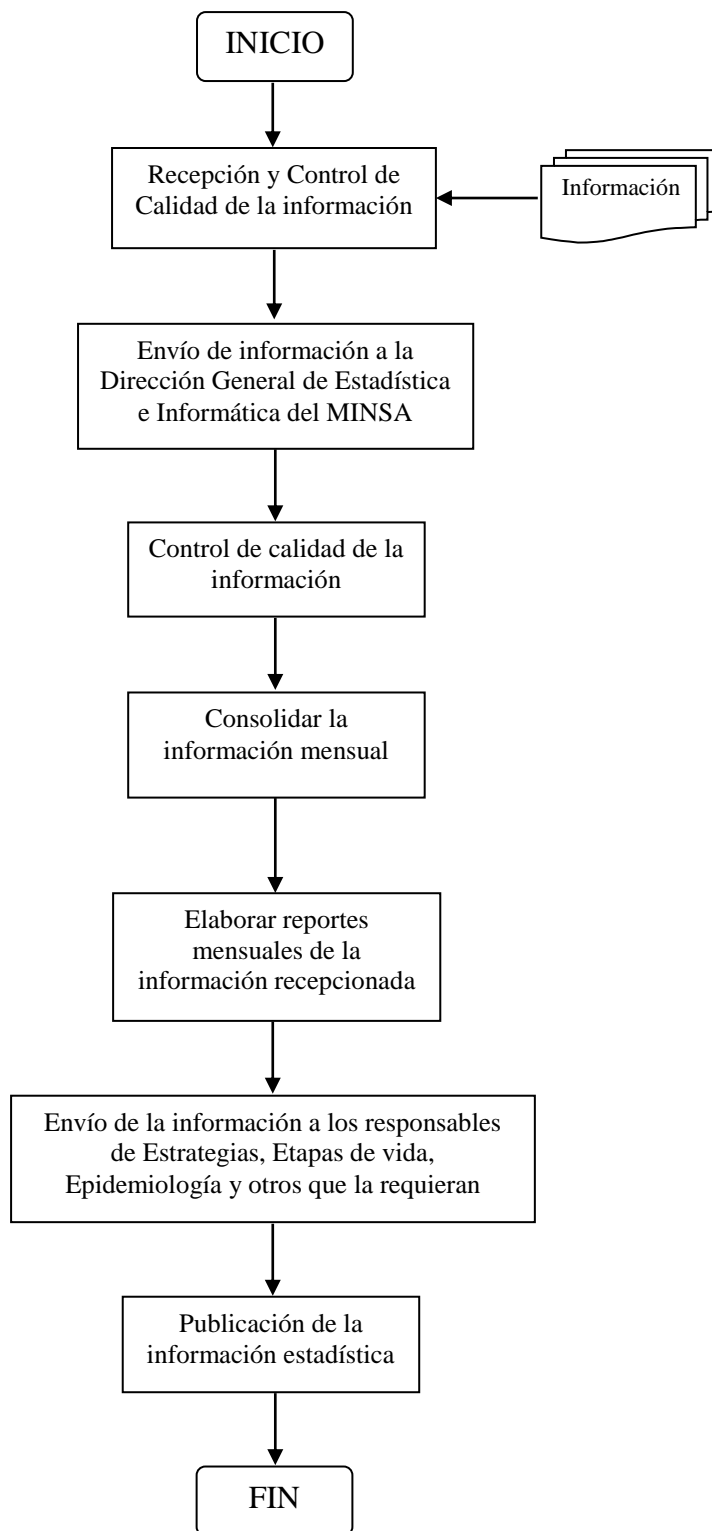 INICIO
Recepción y Control de
Calidad de la información
Información
Envío de información a la
Dirección General de Estadística
e Informática del MINSA
Control de calidad de la
información
Consolidar la
información mensual
Elaborar reportes
mensuales de la
información recepcionada
Envío de la información a los responsables
de Estrategias, Etapas de vida,
Epidemiología y otros que la requieran
Publicación de la
información estadística
FIN